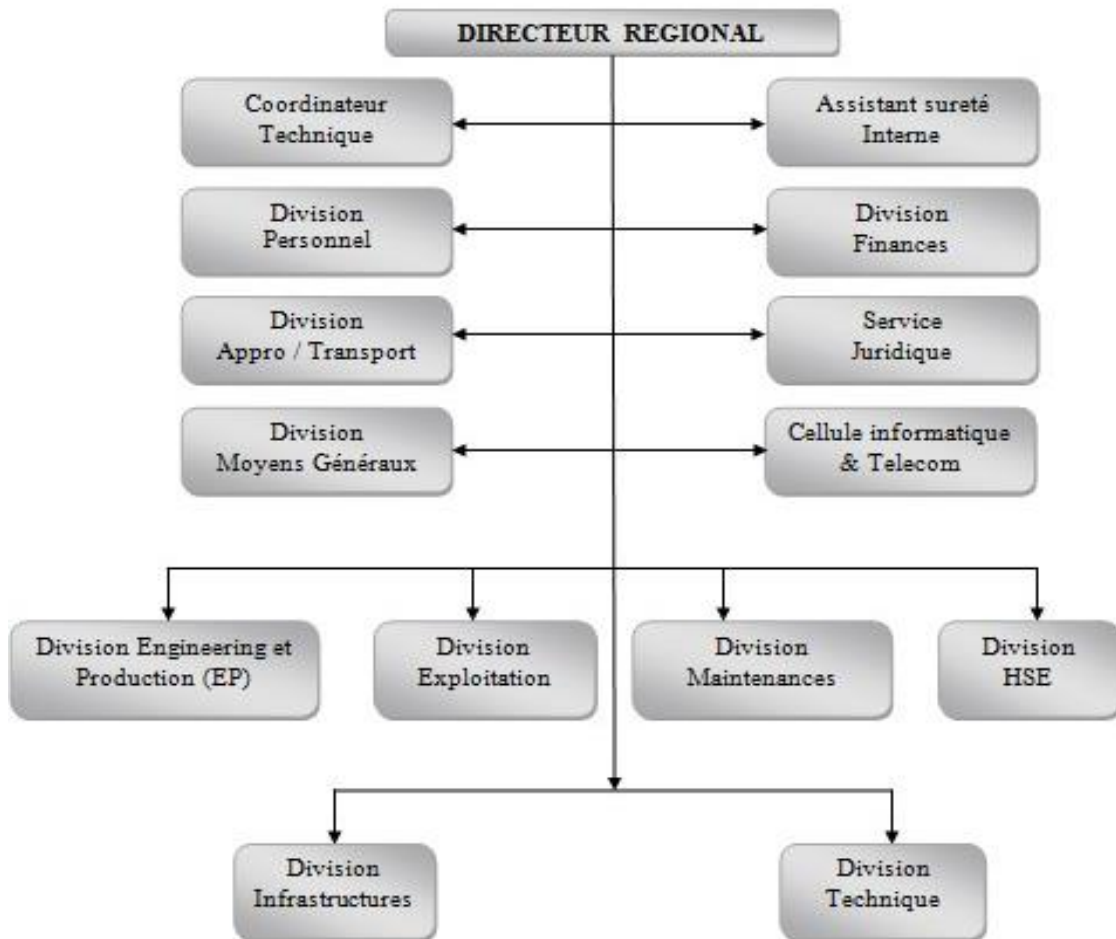 DIRECTEUR REGIONAL
Coordinateur
Technique
Assistant sureté
Interne
Division
Personnel
Division
Finances
Division
Appro / Transport
Service
Juridique
Division
Moyens Généraux
Cellule informatique
& Telecom
Division Engineering et
Production (EP)
Division
Exploitation
Division
Maintenances
Division
HSE
Division
Infrastructures
Division
Technique